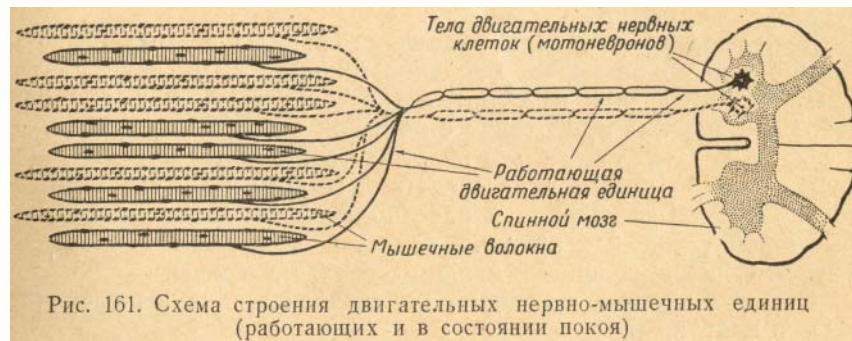 Тела двигательных нервных
клеток (мотоневронов)
Работающая
двигательная единица
Спинной мозг
Мышечные волокна
Рис. 161. Схема строения двигательных нервно-мышечных единиц
(работающих и в состоянии покоя)